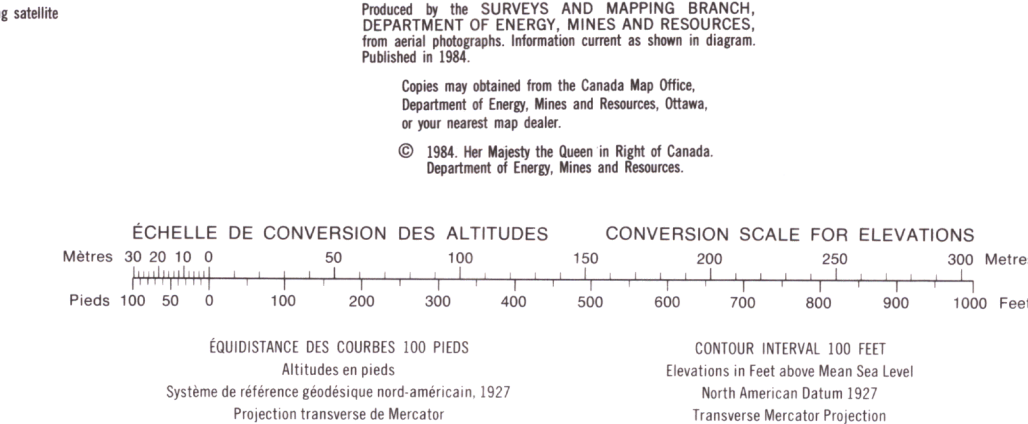 g satellite
Produced by the SURVEYS AND MAPPING BRANCH,
DEPARTMENT OF ENERGY, MINES AND RESOURCES,
from aerial photographs. Information current as shown in diagram.
Published in 1984.
Copies may obtained from the Canada Map Office,
Department of Energy, Mines and Resources, Ottawa,
or your nearest map dealer.
© 1984. Her Majesty the Queen in Right of Canada.
Department of Energy, Mines and Resources.
ÉCHELLE DE CONVERSION DES ALTITUDES CONVERSION SCALE FOR ELEVATIONS
Mètres 30 20 10 0 50 100 150 200 250 300 Metres
Pieds 100 50 0 100 200 300 400 500 600 700 800 900 1000 Feet
ÉQUIDISTANCE DES COURBES 100 PIEDS
Altitudes en pieds
Système de référence géodésique nord-américain, 1927
Projection transverse de Mercator
CONTOUR INTERVAL 100 FEET
Elevations in Feet above Mean Sea Level
North American Datum 1927
Transverse Mercator Projection